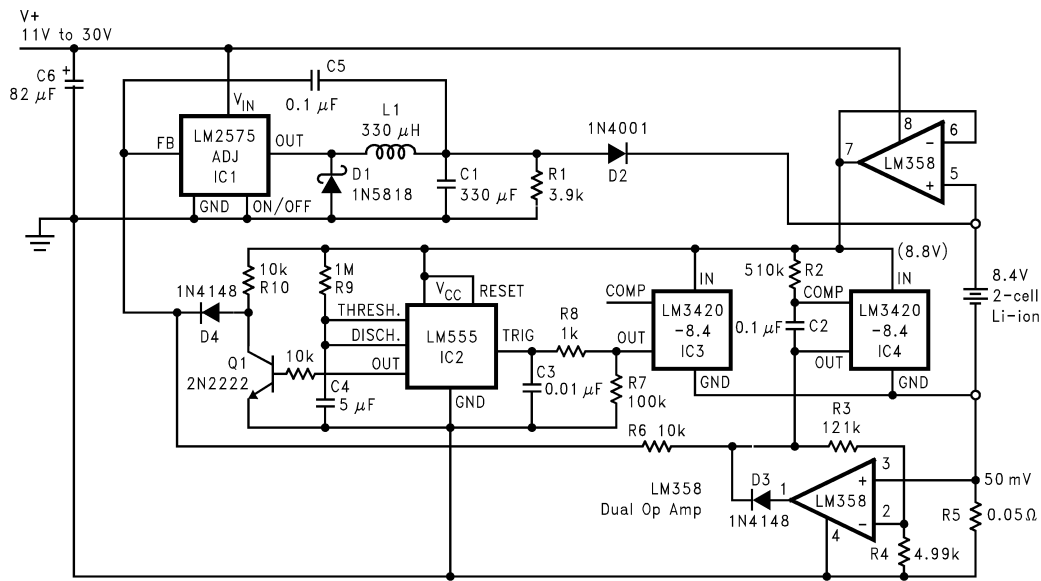 V+
11V to 30V
C6
+
82 μF
C5
0.1 μF
V_IN
LM2575
ADJ
IC1
FB
OUT
GND
ON/OFF
L1
330 μH
D1
1N5818
C1
330 μF
R1
3.9k
1N4001
D2
8
7
6
5
−
+
LM358
8.4V
2-cell
Li-ion
(8.8V)
10k
R10
1M
R9
1N4148
D4
Q1
2N2222
10k
V_CC
RESET
THRESH.
DISCH.
OUT
LM555
IC2
TRIG
GND
C4
5 μF
R8
1k
C3
0.01 μF
R7
100k
COMP
OUT
IN
LM3420
-8.4
IC3
GND
510k
R2
0.1 μF
C2
COMP
OUT
IN
LM3420
-8.4
IC4
GND
R6 10k
R3
121k
LM358
Dual Op Amp
D3
1N4148
1
3
2
4
+
−
LM358
50 mV
R5
0.05Ω
R4
4.99k